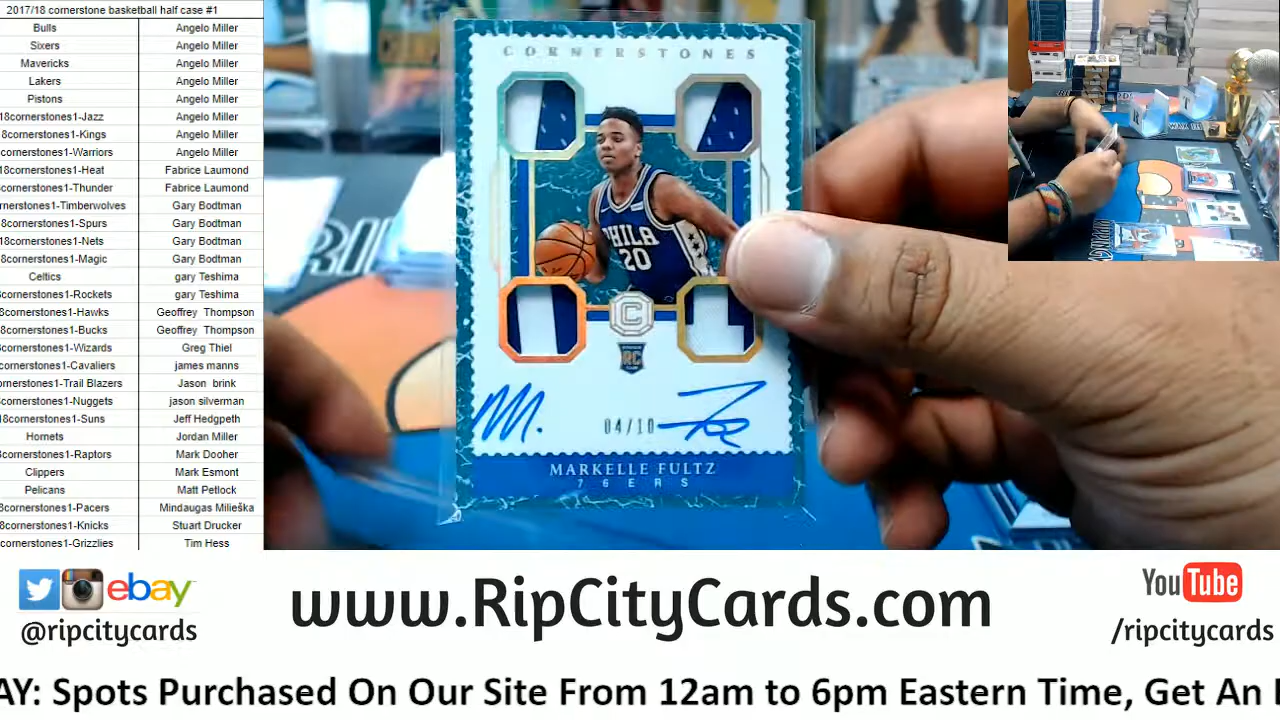 2017/18 cornerstone basketball half case #1
Bulls Angelo Miller
Sixers Angelo Miller
Mavericks Angelo Miller
Lakers Angelo Miller
Pistons Angelo Miller
18cornerstones1-Jazz Angelo Miller
8cornerstones1-Kings Angelo Miller
cornerstones1-Warriors Angelo Miller
18cornerstones1-Heat Fabrice Laumond
8cornerstones1-Thunder Fabrice Laumond
rnerstones1-Timberwolves Gary Bodtman
8cornerstones1-Spurs Gary Bodtman
18cornerstones1-Nets Gary Bodtman
8cornerstones1-Magic Gary Bodtman
Celtics gary Teshima
cornerstones1-Rockets gary Teshima
8cornerstones1-Hawks Geoffrey Thompson
8cornerstones1-Bucks Geoffrey Thompson
cornerstones1-Wizards Greg Thiel
cornerstones1-Cavaliers james manns
ornerstones1-Trail Blazers Jason brink
cornerstones1-Nuggets jason silverman
8cornerstones1-Suns Jeff Hedgpeth
Hornets Jordan Miller
cornerstones1-Raptors Mark Dooher
Clippers Mark Esmont
Pelicans Matt Petlock
8cornerstones1-Pacers Mindaugas Milieška
8cornerstones1-Knicks Stuart Drucker
cornerstones1-Grizzlies Tim Hess
CORNERSTONES
PHILA
20
C
RC
04/10
MARKELLE FULTZ
76ERS
ebay
@ripcitycards
www.RipCityCards.com
YouTube
/ripcitycards
AY: Spots Purchased On Our Site From 12am to 6pm Eastern Time, Get An